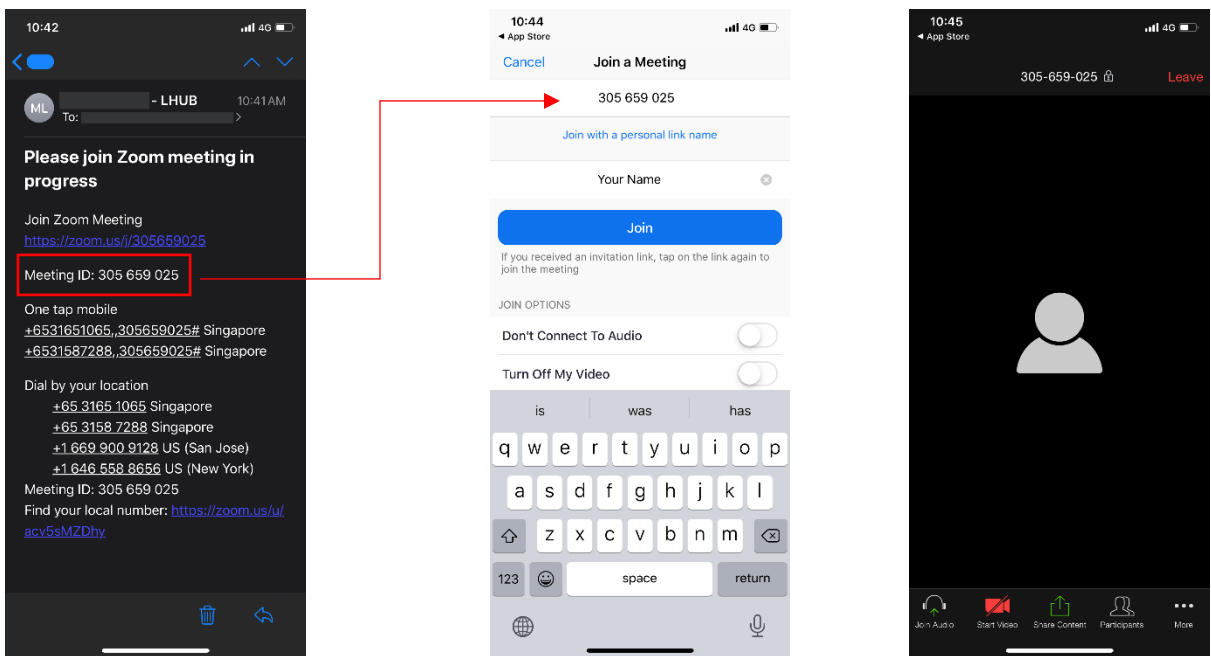 10:42
4G
ML
- LHUB
10:41 AM
To:
Please join Zoom meeting in
progress
Join Zoom Meeting
https://zoom.us/j/305659025
Meeting ID: 305 659 025
One tap mobile
+6531651065,,305659025# Singapore
+6531587288,,305659025# Singapore
Dial by your location
+65 3165 1065 Singapore
+65 3158 7288 Singapore
+1 669 900 9128 US (San Jose)
+1 646 558 8656 US (New York)
Meeting ID: 305 659 025
Find your local number: https://zoom.us/u/
acv5sMZDhy
10:44
4G
App Store
Cancel
Join a Meeting
305 659 025
Join with a personal link name
Your Name
Join
If you received an invitation link, tap on the link again to
join the meeting
JOIN OPTIONS
Don't Connect To Audio
Turn Off My Video
is was has
q w e r t y u i o p
a s d f g h j k l
z x c v b n m
123 space return
10:45
4G
App Store
305-659-025
Leave
Join Audio
Start Video
Share Content
Participants
More